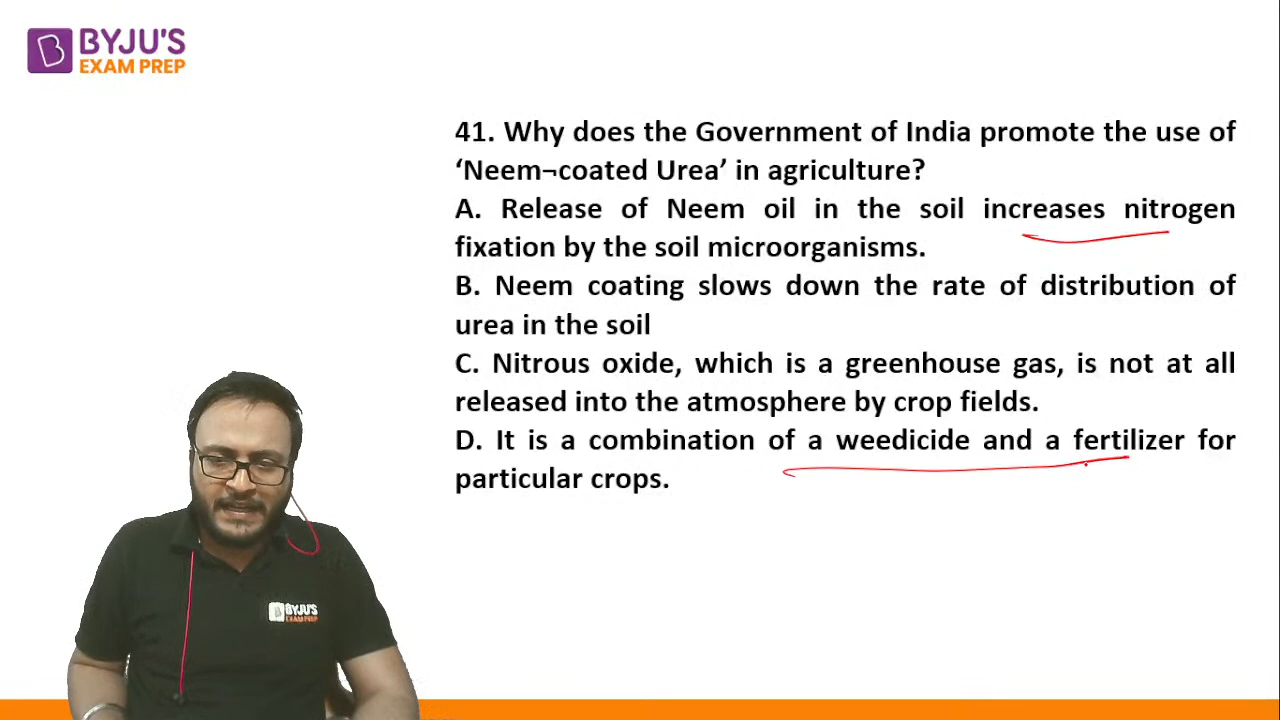 BYJU'S
EXAM PREP
41. Why does the Government of India promote the use of
‘Neem¬coated Urea’ in agriculture?
A. Release of Neem oil in the soil increases nitrogen
fixation by the soil microorganisms.
B. Neem coating slows down the rate of distribution of
urea in the soil
C. Nitrous oxide, which is a greenhouse gas, is not at all
released into the atmosphere by crop fields.
D. It is a combination of a weedicide and a fertilizer for
particular crops.
BYJU'S
EXAM PREP